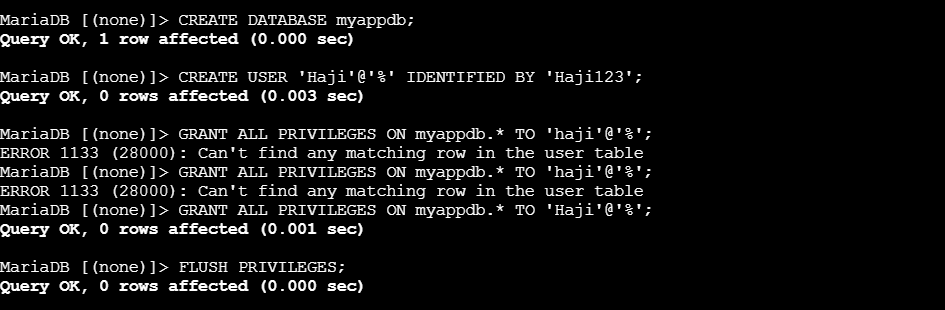 MariaDB [(none)]> CREATE DATABASE myappdb;
Query OK, 1 row affected (0.000 sec)
MariaDB [(none)]> CREATE USER 'Haji'@'%' IDENTIFIED BY 'Haji123';
Query OK, 0 rows affected (0.003 sec)
MariaDB [(none)]> GRANT ALL PRIVILEGES ON myappdb.* TO 'haji'@'%';
ERROR 1133 (28000): Can't find any matching row in the user table
MariaDB [(none)]> GRANT ALL PRIVILEGES ON myappdb.* TO 'haji'@'%';
ERROR 1133 (28000): Can't find any matching row in the user table
MariaDB [(none)]> GRANT ALL PRIVILEGES ON myappdb.* TO 'Haji'@'%';
Query OK, 0 rows affected (0.001 sec)
MariaDB [(none)]> FLUSH PRIVILEGES;
Query OK, 0 rows affected (0.000 sec)